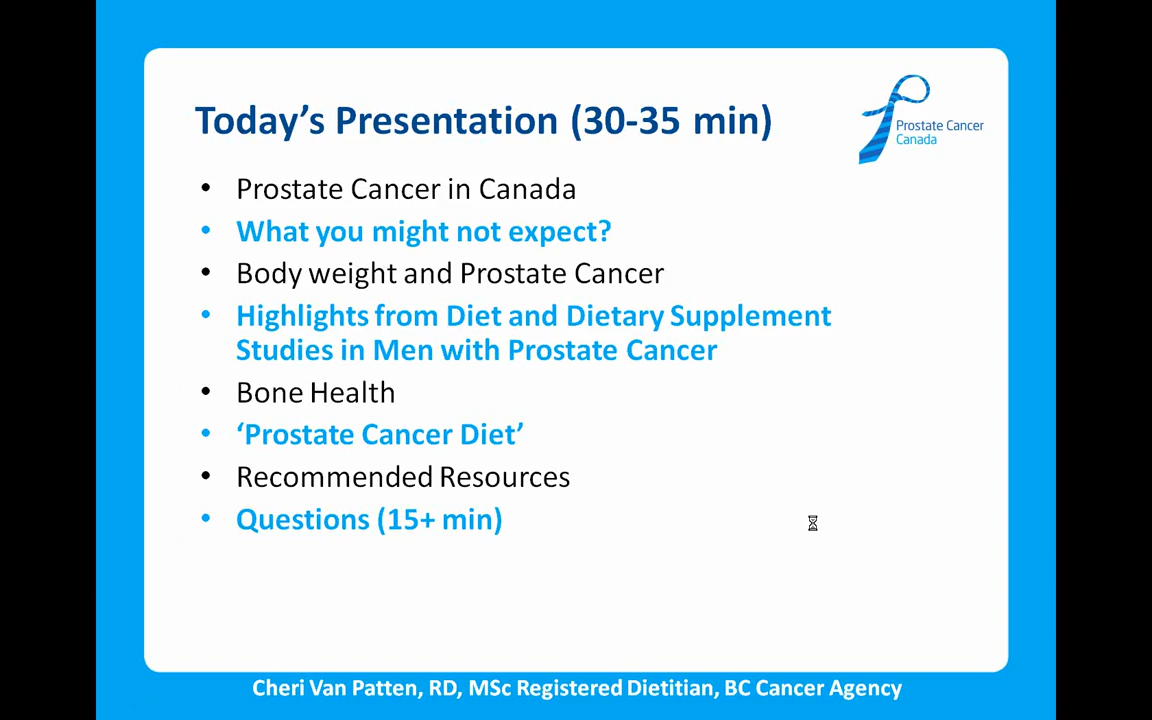 Today’s Presentation (30-35 min)
Prostate Cancer
Canada
• Prostate Cancer in Canada
• What you might not expect?
• Body weight and Prostate Cancer
• Highlights from Diet and Dietary Supplement
Studies in Men with Prostate Cancer
• Bone Health
• ‘Prostate Cancer Diet’
• Recommended Resources
• Questions (15+ min)
Cheri Van Patten, RD, MSc Registered Dietitian, BC Cancer Agency